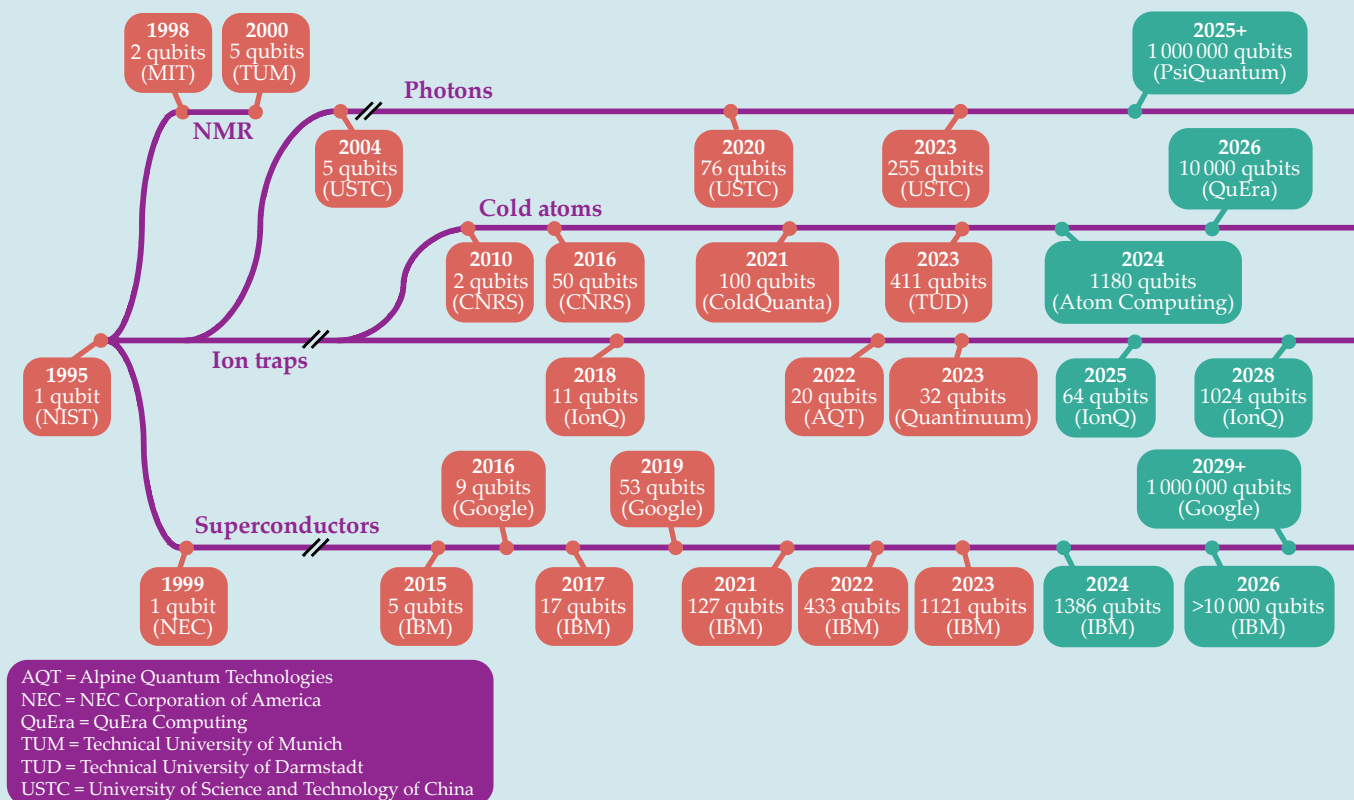 1998
2 qubits
(MIT)
2000
5 qubits
(TUM)
NMR
Photons
2004
5 qubits
(USTC)
2020
76 qubits
(USTC)
2023
255 qubits
(USTC)
2025+
1 000 000 qubits
(PsiQuantum)
Cold atoms
2010
2 qubits
(CNRS)
2016
50 qubits
(CNRS)
2021
100 qubits
(ColdQuanta)
2023
411 qubits
(TUD)
2024
1180 qubits
(Atom Computing)
2026
10 000 qubits
(QuEra)
1995
1 qubit
(NIST)
Ion traps
2018
11 qubits
(IonQ)
2022
20 qubits
(AQT)
2023
32 qubits
(Quantinuum)
2025
64 qubits
(IonQ)
2028
1024 qubits
(IonQ)
Superconductors
1999
1 qubit
(NEC)
2015
5 qubits
(IBM)
2016
9 qubits
(Google)
2017
17 qubits
(IBM)
2019
53 qubits
(Google)
2021
127 qubits
(IBM)
2022
433 qubits
(IBM)
2023
1121 qubits
(IBM)
2024
1386 qubits
(IBM)
2026
>10 000 qubits
(IBM)
2029+
1 000 000 qubits
(Google)
AQT = Alpine Quantum Technologies
NEC = NEC Corporation of America
QuEra = QuEra Computing
TUM = Technical University of Munich
TUD = Technical University of Darmstadt
USTC = University of Science and Technology of China